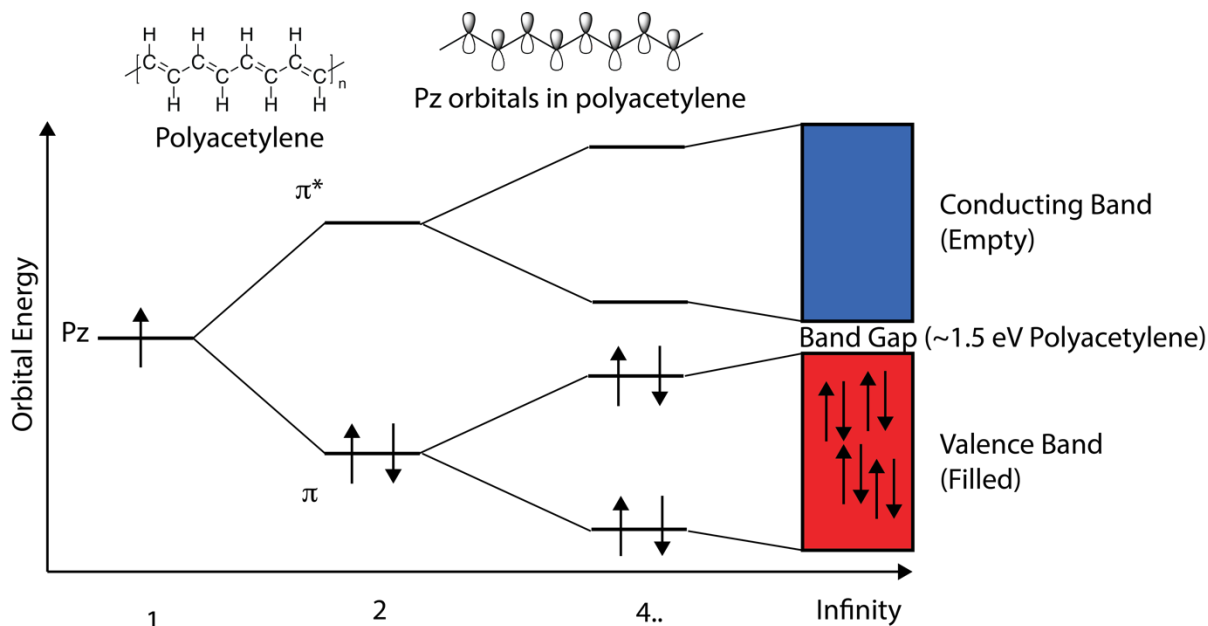 H H H H
C C C C
C C C C
n
H H H H
Polyacetylene
Pz orbitals in polyacetylene
Orbital Energy
π*
Conducting Band
(Empty)
Pz
Band Gap (~1.5 eV Polyacetylene)
Valence Band
(Filled)
π
1 2 4.. Infinity